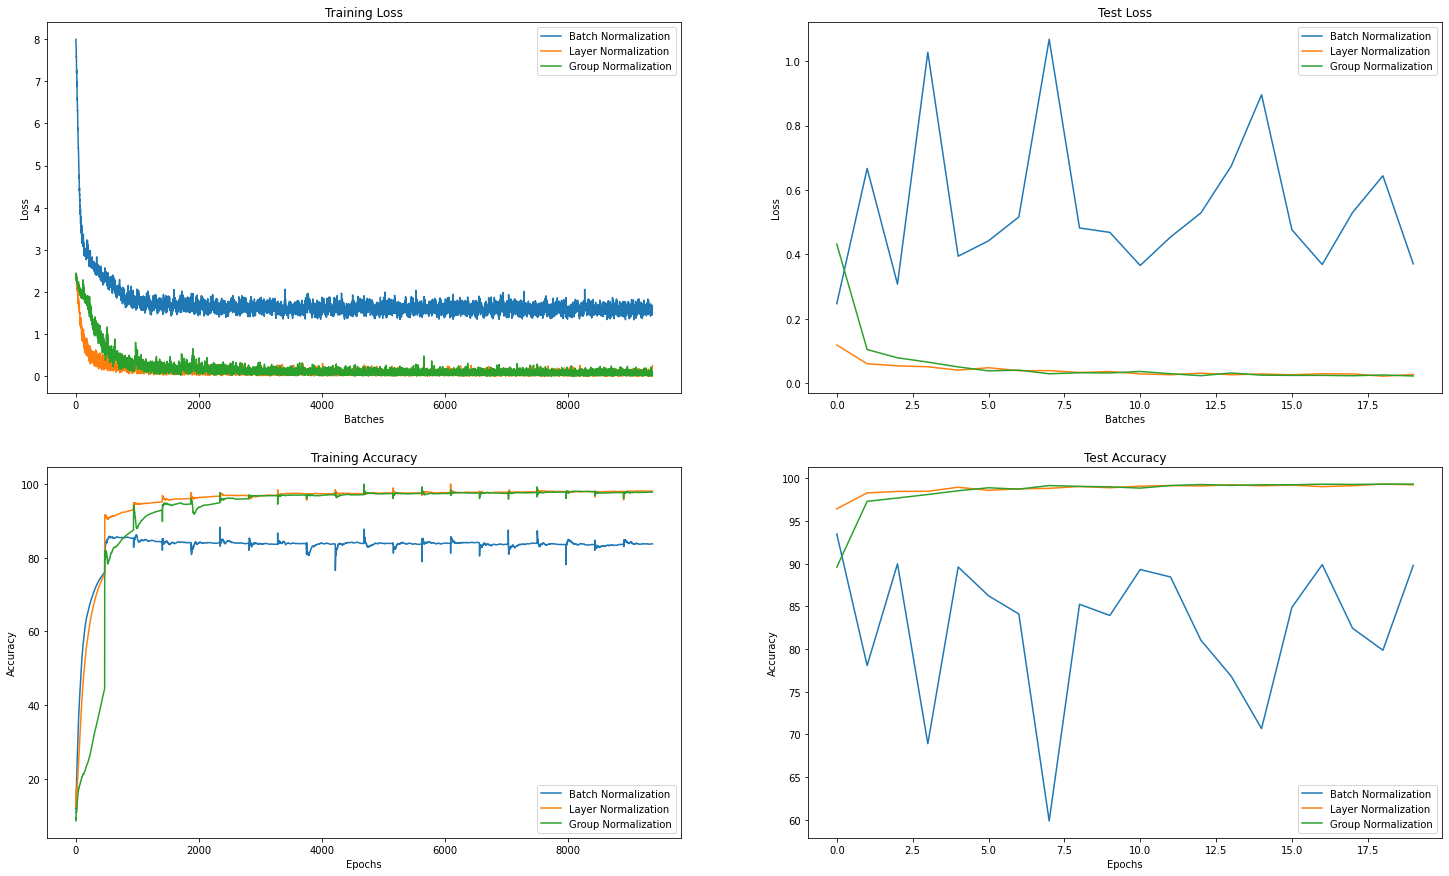 Training Loss
Loss
8
7
6
5
4
3
2
1
0
0 2000 4000 6000 8000
Batches
Batch Normalization
Layer Normalization
Group Normalization
Test Loss
Loss
1.0
0.8
0.6
0.4
0.2
0.0
0.0 2.5 5.0 7.5 10.0 12.5 15.0 17.5
Batches
Batch Normalization
Layer Normalization
Group Normalization
Training Accuracy
Accuracy
100
80
60
40
20
0 2000 4000 6000 8000
Epochs
Batch Normalization
Layer Normalization
Group Normalization
Test Accuracy
Accuracy
100
95
90
85
80
75
70
65
60
0.0 2.5 5.0 7.5 10.0 12.5 15.0 17.5
Epochs
Batch Normalization
Layer Normalization
Group Normalization